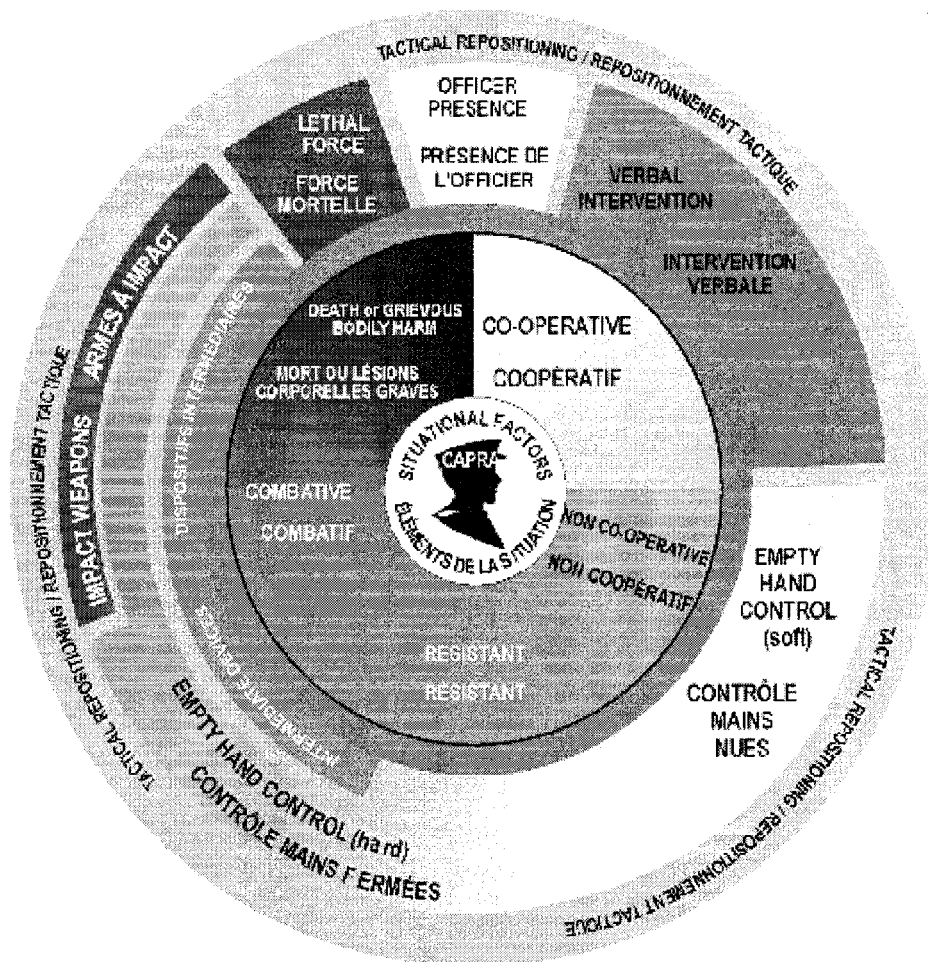 TACTICAL REPOSITIONING / REPOSITIONNEMENT TACTIQUE
OFFICER
PRESENCE
PRÉSENCE DE
L'OFFICIER
VERBAL
INTERVENTION
INTERVENTION
VERBALE
EMPTY
HAND
CONTROL
(soft)
CONTRÔLE
MAINS
NUES
TACTICAL REPOSITIONING / REPOSITIONNEMENT TACTIQUE
EMPTY HAND CONTROL (hard)
CONTRÔLE MAINS FERMÉES
INTERMEDIATE DEVICES
DISPOSITIFS INTERMÉDIAIRES
IMPACT WEAPONS ARMES À IMPACT
TACTICAL REPOSITIONING / REPOSITIONNEMENT TACTIQUE
LETHAL
FORCE
FORCE
MORTELLE
DEATH or GRIEVOUS
BODILY HARM
MORT OU LÉSIONS
CORPORELLES GRAVES
CO-OPERATIVE
COOPÉRATIF
NON CO-OPERATIVE
NON COOPÉRATIF
RESISTANT
RÉSISTANT
COMBATIVE
COMBATIF
SITUATIONAL FACTORS
CAPRA
ÉLÉMENTS DE LA SITUATION